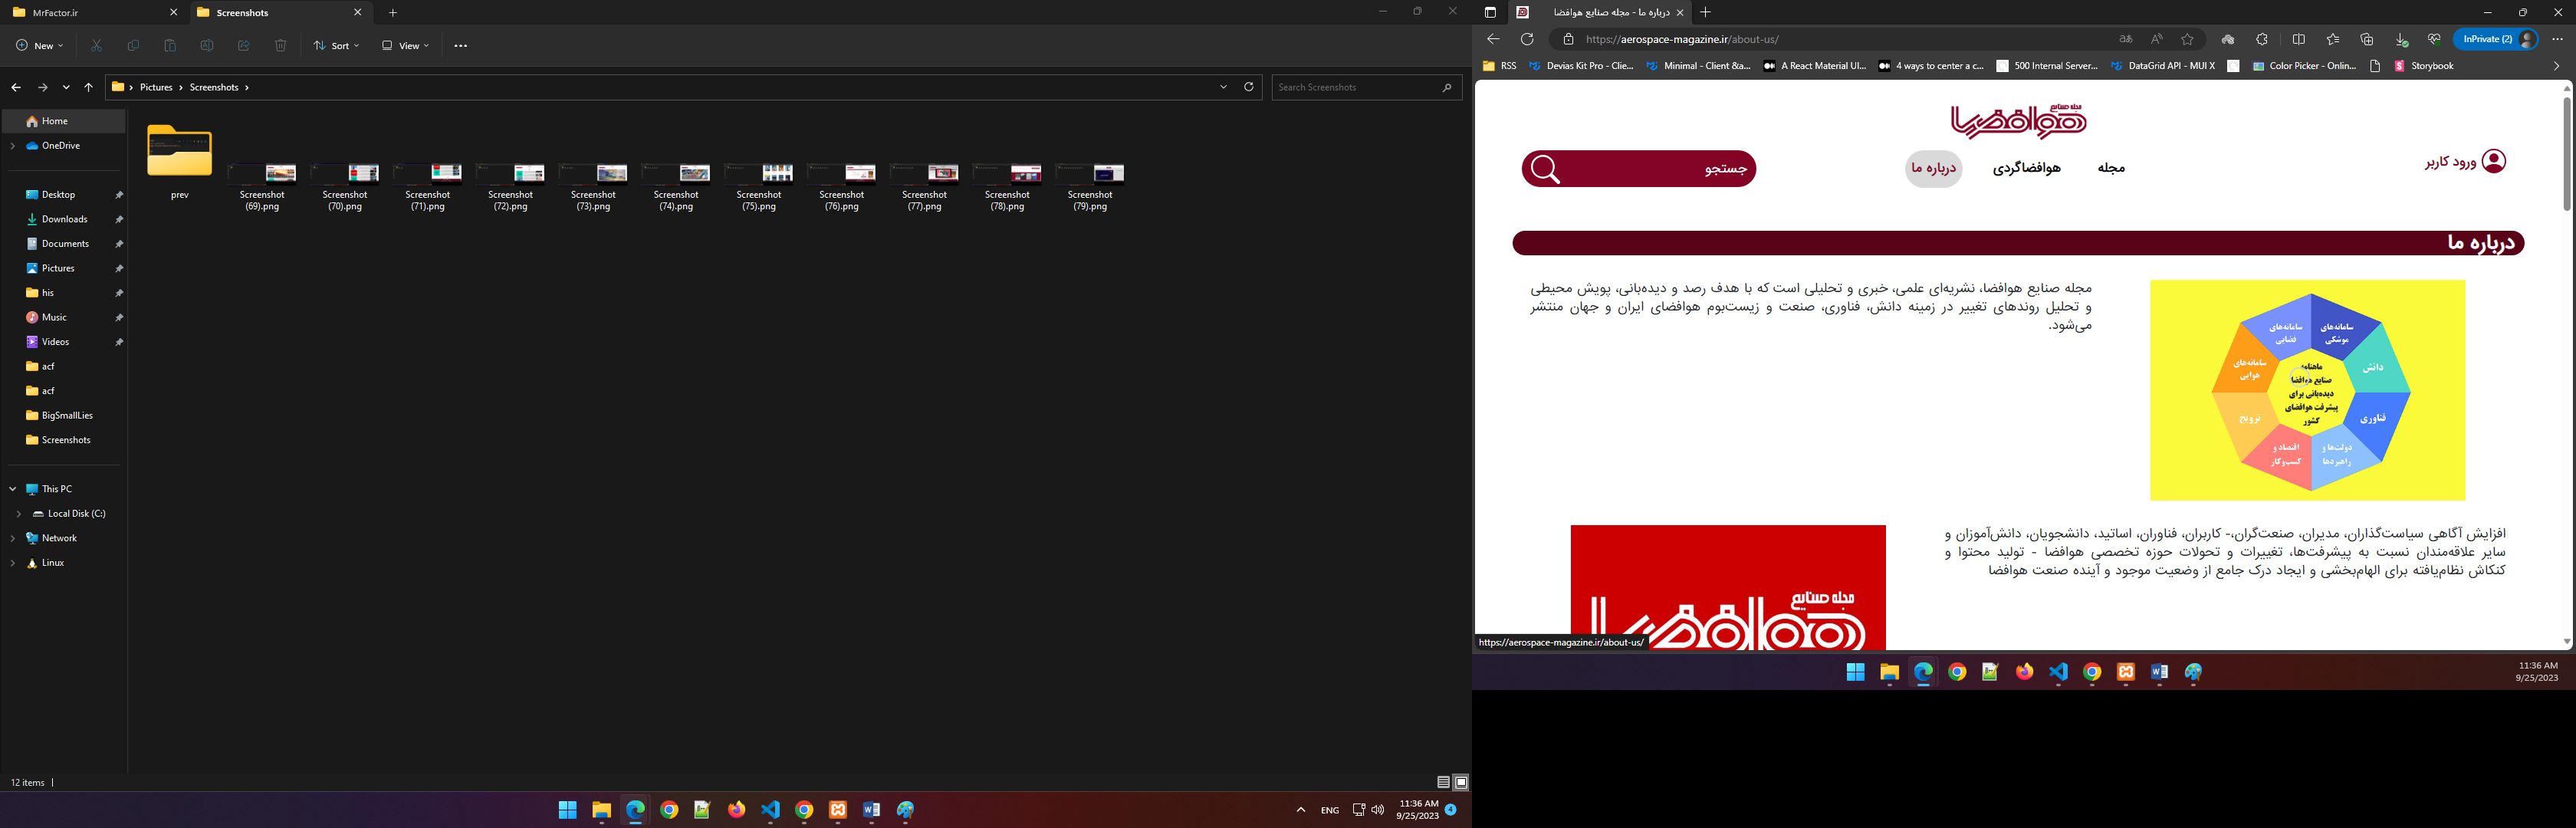 MrFactor.ir
Screenshots
New
Sort
View
Pictures
Screenshots
Search Screenshots
Home
OneDrive
Desktop
Downloads
Documents
Pictures
his
Music
Videos
acf
acf
BigSmallLies
Screenshots
This PC
Local Disk (C:)
Network
Linux
prev
Screenshot (69).png
Screenshot (70).png
Screenshot (71).png
Screenshot (72).png
Screenshot (73).png
Screenshot (74).png
Screenshot (75).png
Screenshot (76).png
Screenshot (77).png
Screenshot (78).png
Screenshot (79).png
12 items
ENG
11:36 AM
9/25/2023
4
درباره ما - مجله صنایع هوافضا
https://aerospace-magazine.ir/about-us/
InPrivate (2)
RSS
Devias Kit Pro - Clie...
Minimal - Client &a...
A React Material UI...
4 ways to center a c...
500 Internal Server...
DataGrid API - MUI X
Color Picker - Onlin...
Storybook
مجله صنایع
هوافضا
ورود کاربر
مجله
هوافضاگردی
درباره ما
جستجو
درباره ما
مجله صنایع هوافضا، نشریه‌ای علمی، خبری و تحلیلی است که با هدف رصد و دیده‌بانی، پویش محیطی
و تحلیل روندهای تغییر در زمینه دانش، فناوری، صنعت و زیست‌بوم هوافضای ایران و جهان منتشر
می‌شود.
سامانه‌های
موشکی
سامانه‌های
فضایی
دانش
سامانه‌های
هوایی
ماهنامه
صنایع هوافضا
دیده‌بانی برای
پیشرفت هوافضای
کشور
فناوری
ترویج
دولت‌ها و
راهبردها
اقتصاد و
کسب‌وکار
افزایش آگاهی سیاست‌گذاران، مدیران، صنعت‌گران،- کاربران، فناوران، اساتید، دانشجویان، دانش‌آموزان و
سایر علاقه‌مندان نسبت به پیشرفت‌ها، تغییرات و تحولات حوزه تخصصی هوافضا - تولید محتوا و
کنکاش نظام‌یافته برای الهام‌بخشی و ایجاد درک جامع از وضعیت موجود و آینده صنعت هوافضا
مجله صنایع
هوافضا
https://aerospace-magazine.ir/about-us/
11:36 AM
9/25/2023